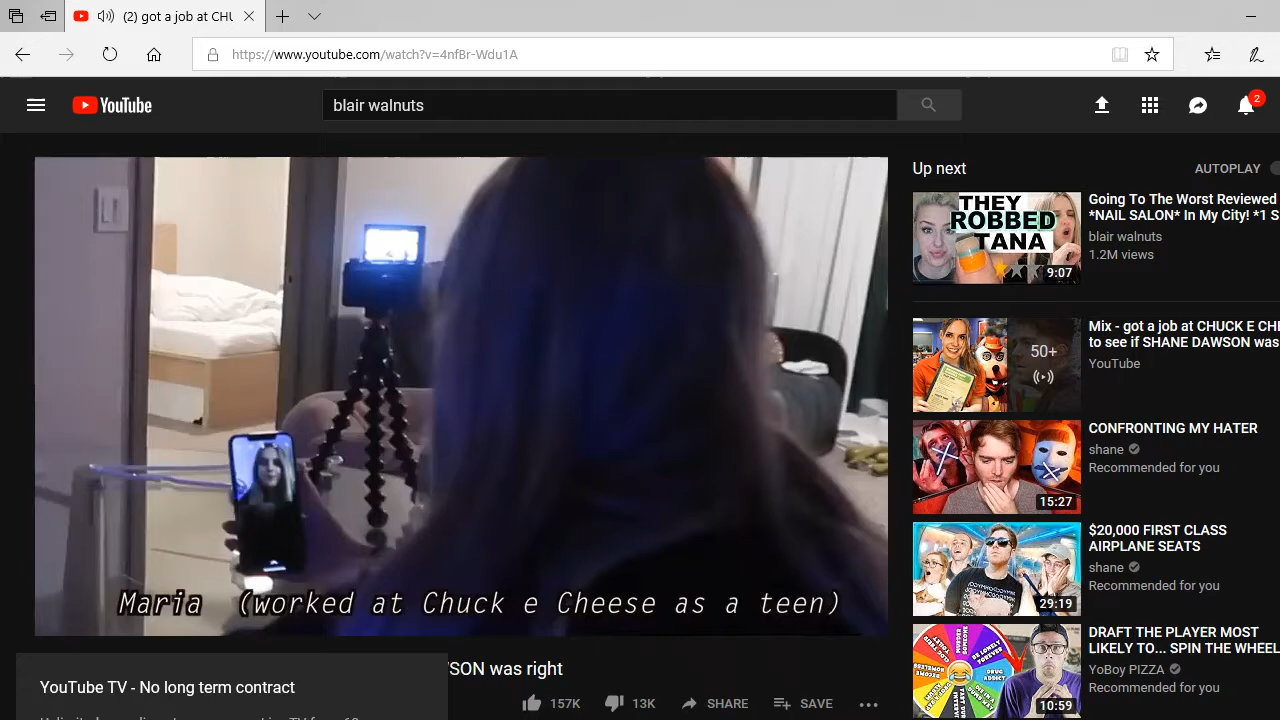 (2) got a job at CHU
https://www.youtube.com/watch?v=4nfBr-Wdu1A
YouTube
blair walnuts
2
Up next
AUTOPLAY
THEY
ROBBED
TANA
9:07
Going To The Worst Reviewed
*NAIL SALON* In My City! *1 S
blair walnuts
1.2M views
50+
Mix - got a job at CHUCK E CHE
to see if SHANE DAWSON was
YouTube
15:27
CONFRONTING MY HATER
shane
Recommended for you
29:19
$20,000 FIRST CLASS
AIRPLANE SEATS
shane
Recommended for you
10:59
DRAFT THE PLAYER MOST
LIKELY TO... SPIN THE WHEEL
YoBoy PIZZA
Recommended for you
Maria (worked at Chuck e Cheese as a teen)
SON was right
157K
13K
SHARE
SAVE
YouTube TV - No long term contract